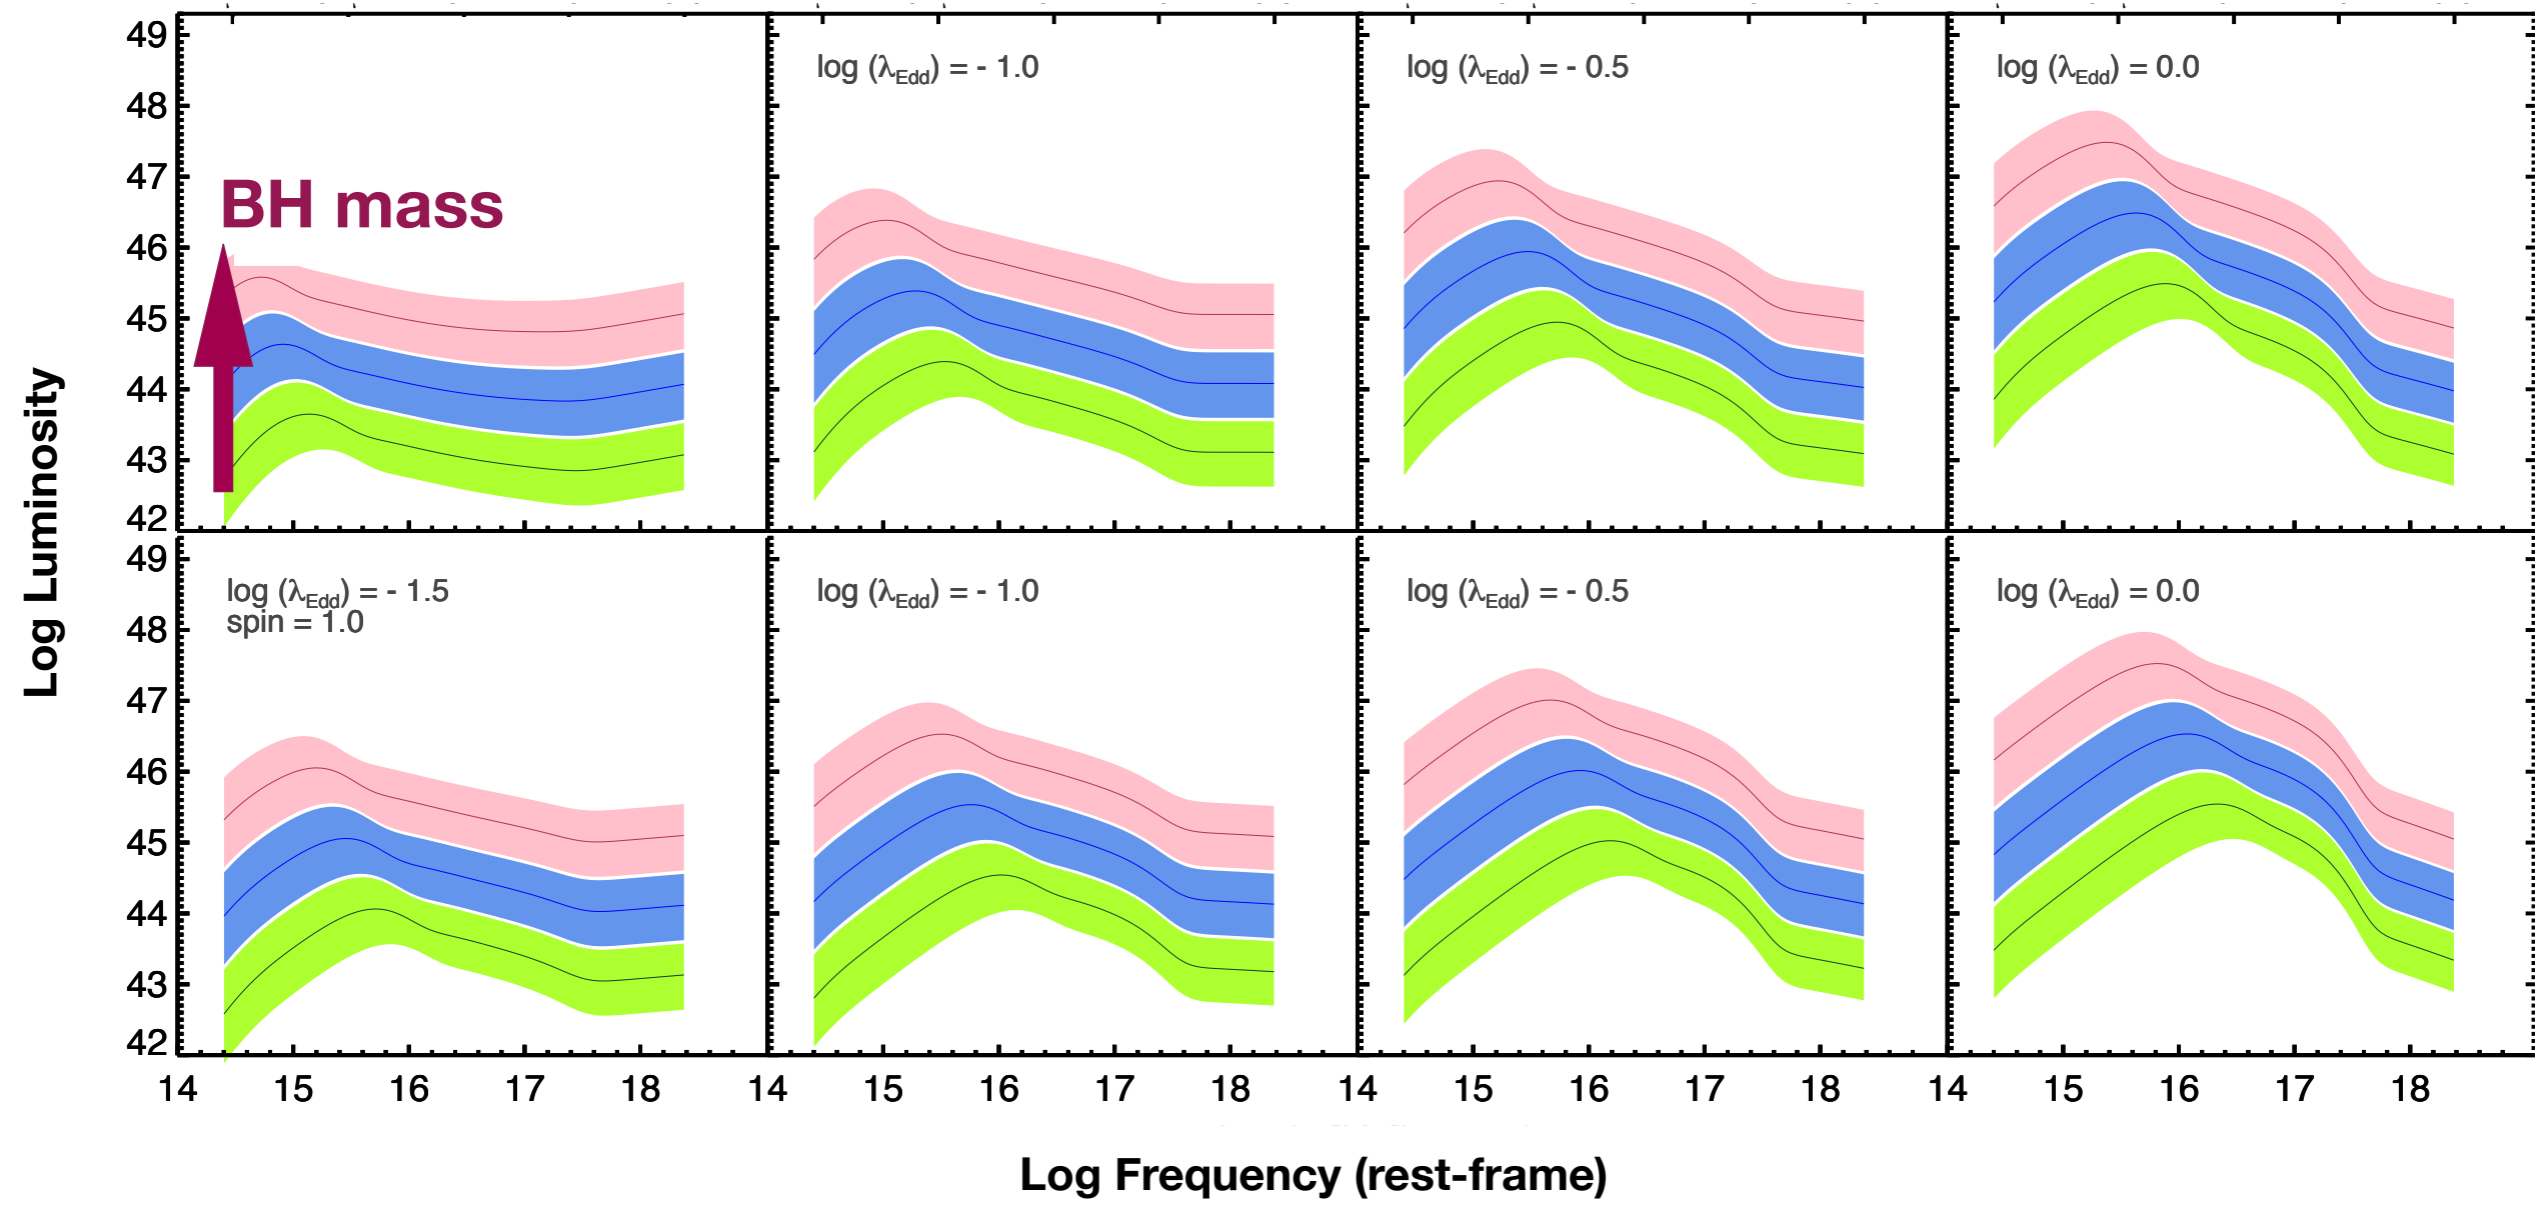 49
48
47
46
45
44
43
42
BH mass
log (λEdd) = - 1.0
log (λEdd) = - 0.5
log (λEdd) = 0.0
49
48
47
46
45
44
43
42
log (λEdd) = - 1.5
spin = 1.0
log (λEdd) = - 1.0
log (λEdd) = - 0.5
log (λEdd) = 0.0
14 15 16 17 18 14 15 16 17 18 14 15 16 17 18 14 15 16 17 18
Log Luminosity
Log Frequency (rest-frame)